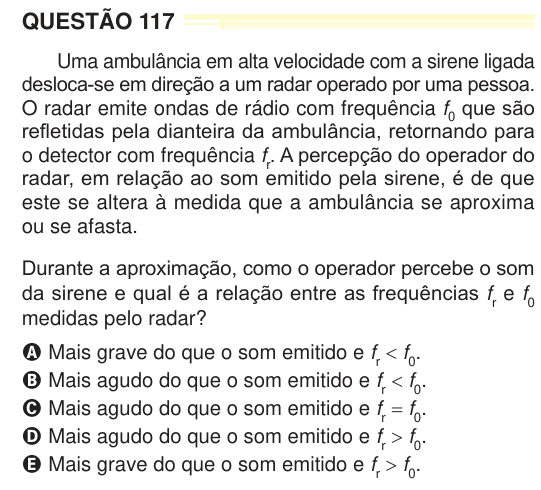 QUESTÃO 117
Uma ambulância em alta velocidade com a sirene ligada
desloca-se em direção a um radar operado por uma pessoa.
O radar emite ondas de rádio com frequência f₀ que são
refletidas pela dianteira da ambulância, retornando para
o detector com frequência fᵣ. A percepção do operador do
radar, em relação ao som emitido pela sirene, é de que
este se altera à medida que a ambulância se aproxima
ou se afasta.
Durante a aproximação, como o operador percebe o som
da sirene e qual é a relação entre as frequências fᵣ e f₀
medidas pelo radar?
A Mais grave do que o som emitido e fᵣ < f₀.
B Mais agudo do que o som emitido e fᵣ < f₀.
C Mais agudo do que o som emitido e fᵣ = f₀.
D Mais agudo do que o som emitido e fᵣ > f₀.
E Mais grave do que o som emitido e fᵣ > f₀.